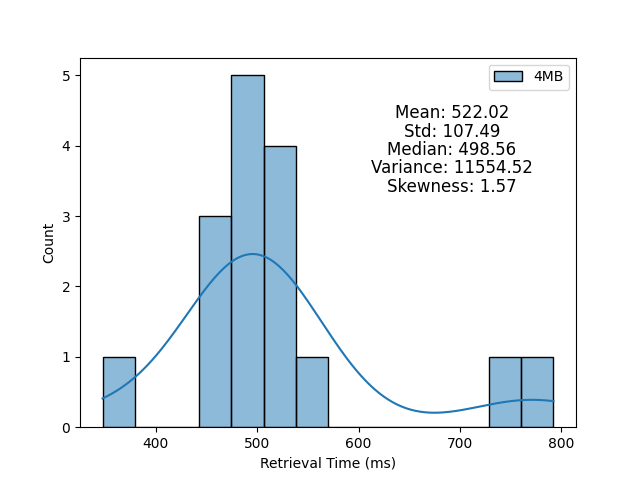 4MB
Mean: 522.02
Std: 107.49
Median: 498.56
Variance: 11554.52
Skewness: 1.57
5
4
3
2
1
0
Count
400 500 600 700 800
Retrieval Time (ms)